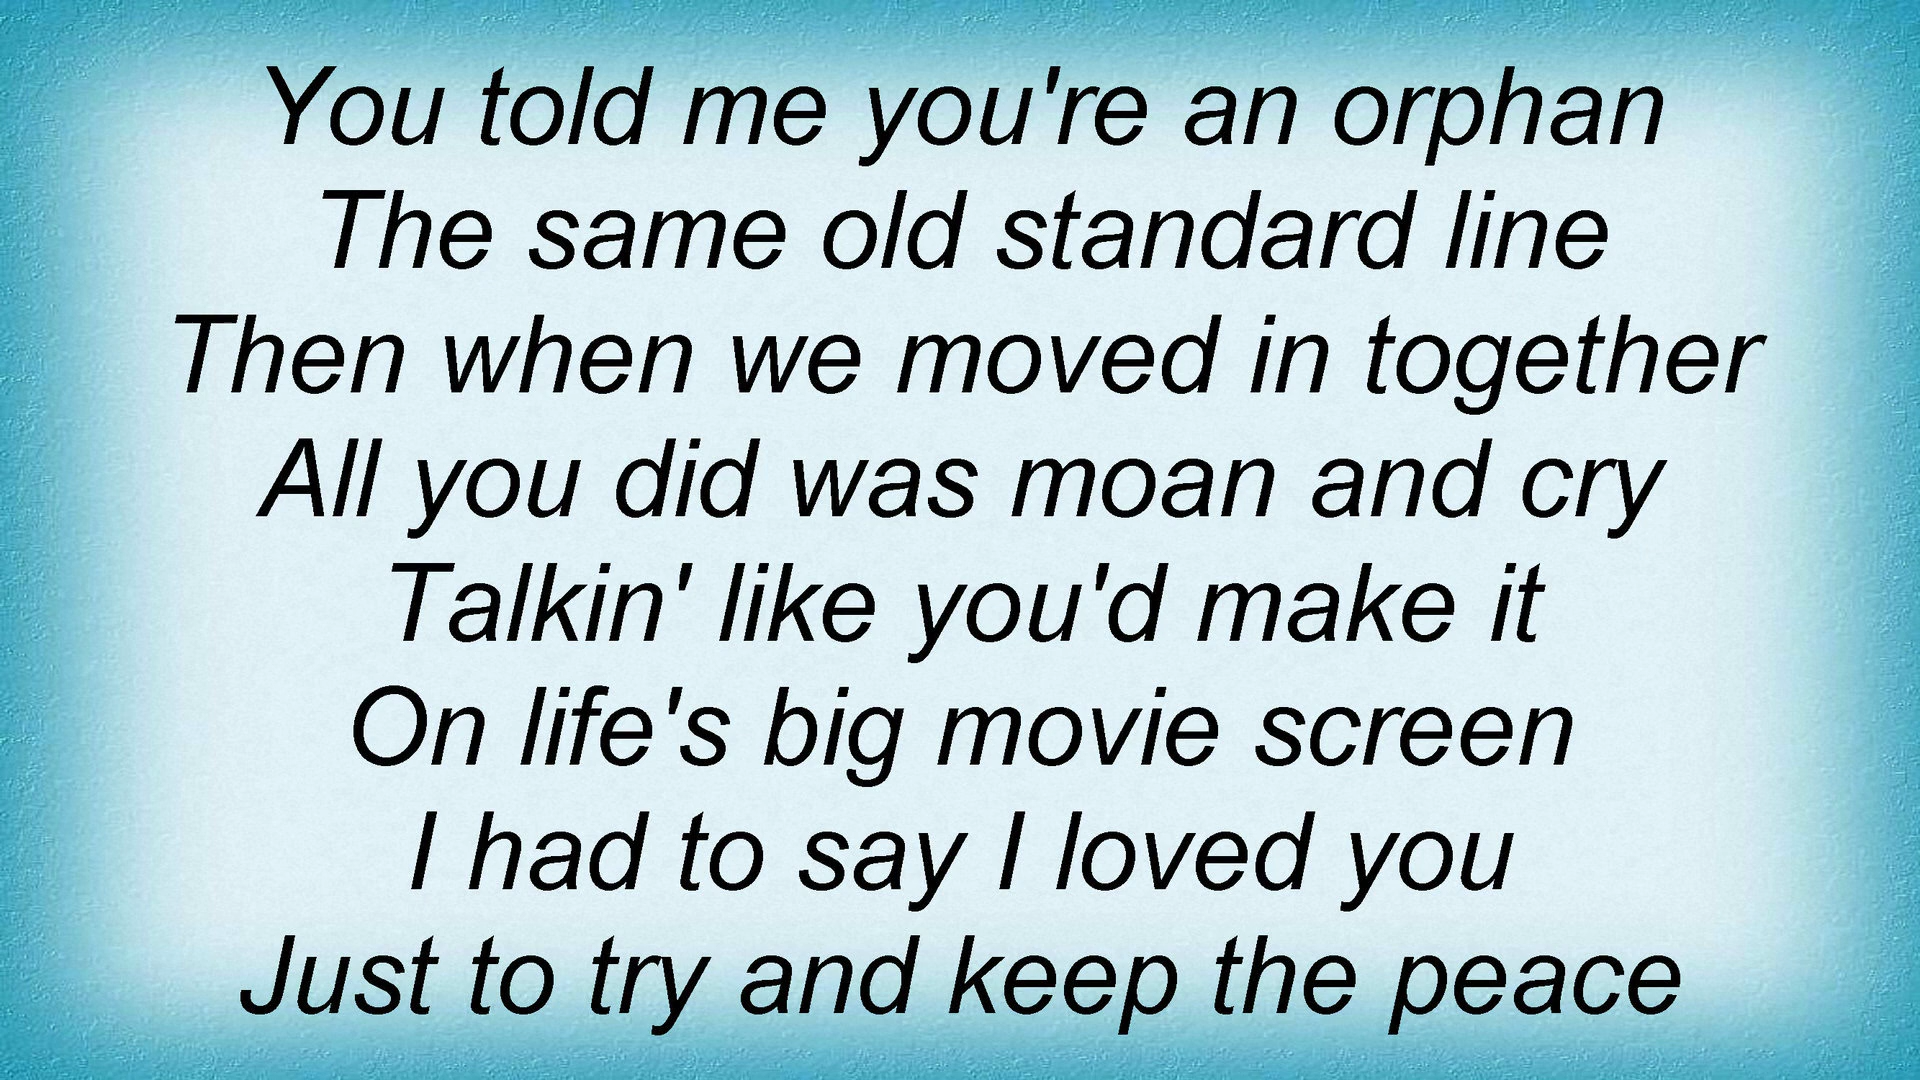 You told me you're an orphan
The same old standard line
Then when we moved in together
All you did was moan and cry
Talkin' like you'd make it
On life's big movie screen
I had to say I loved you
Just to try and keep the peace